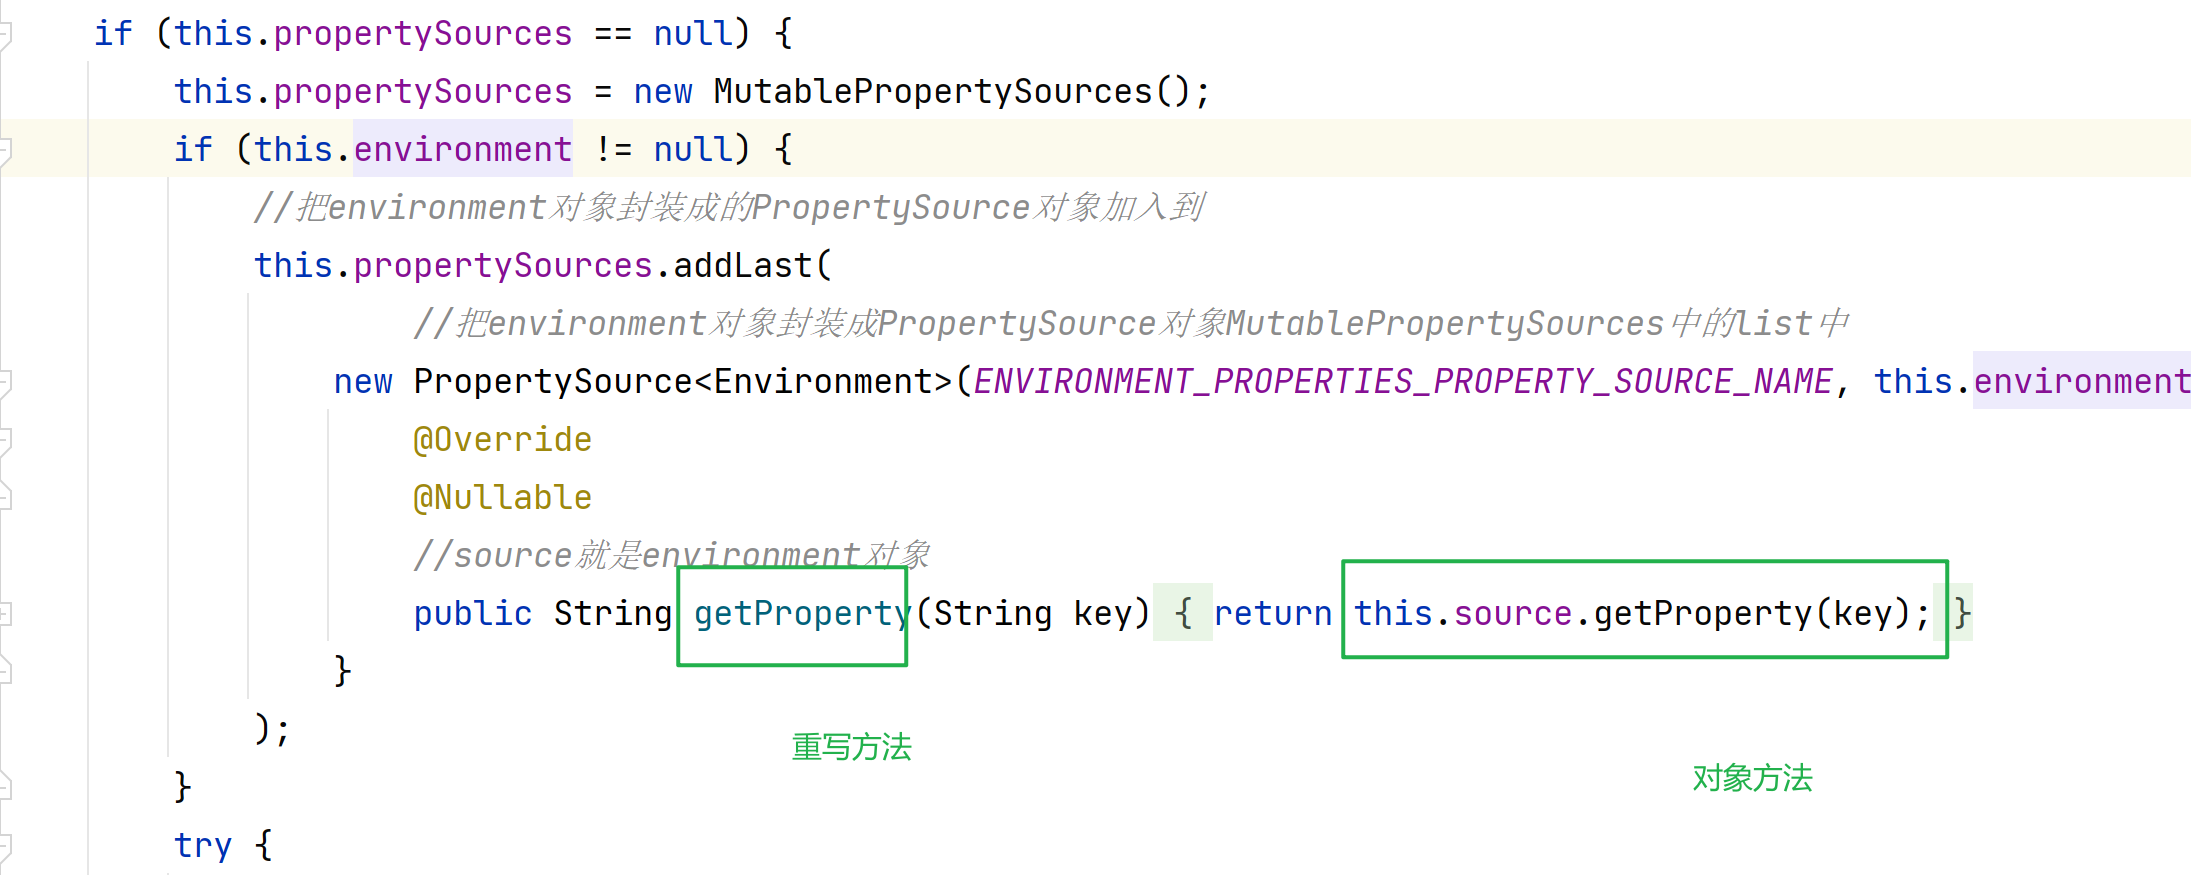 if (this.propertySources == null) {
this.propertySources = new MutablePropertySources();
if (this.environment != null) {
//把environment对象封装成的PropertySource对象加入到
this.propertySources.addLast(
//把environment对象封装成PropertySource对象MutablePropertySources中的list中
new PropertySource<Environment>(ENVIRONMENT_PROPERTIES_PROPERTY_SOURCE_NAME, this.environment
@Override
@Nullable
//source就是environment对象
public String getProperty(String key) { return this.source.getProperty(key); }
}
);
重写方法
对象方法
}
try {